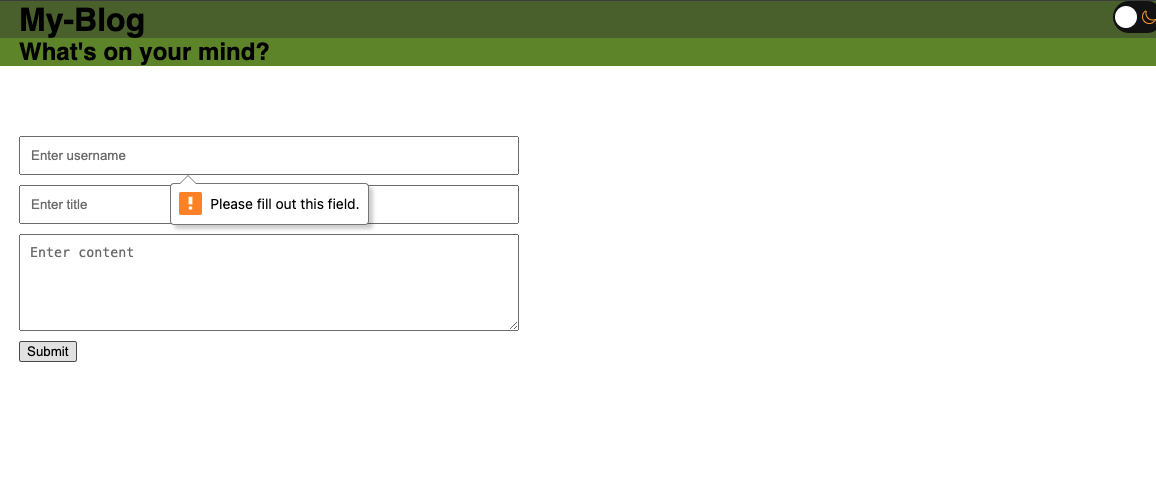 My-Blog
What's on your mind?
Enter username
Please fill out this field.
Enter title
Enter content
Submit